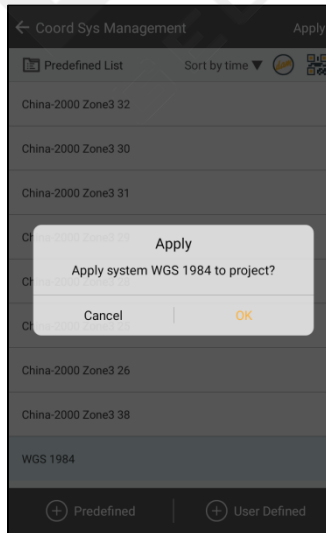 Coord Sys Management
Apply
Predefined List
Sort by time ▼
China-2000 Zone3 32
China-2000 Zone3 30
China-2000 Zone3 31
Apply
Apply system WGS 1984 to project?
Cancel
OK
China-2000 Zone3 26
China-2000 Zone3 38
WGS 1984
Predefined
User Defined